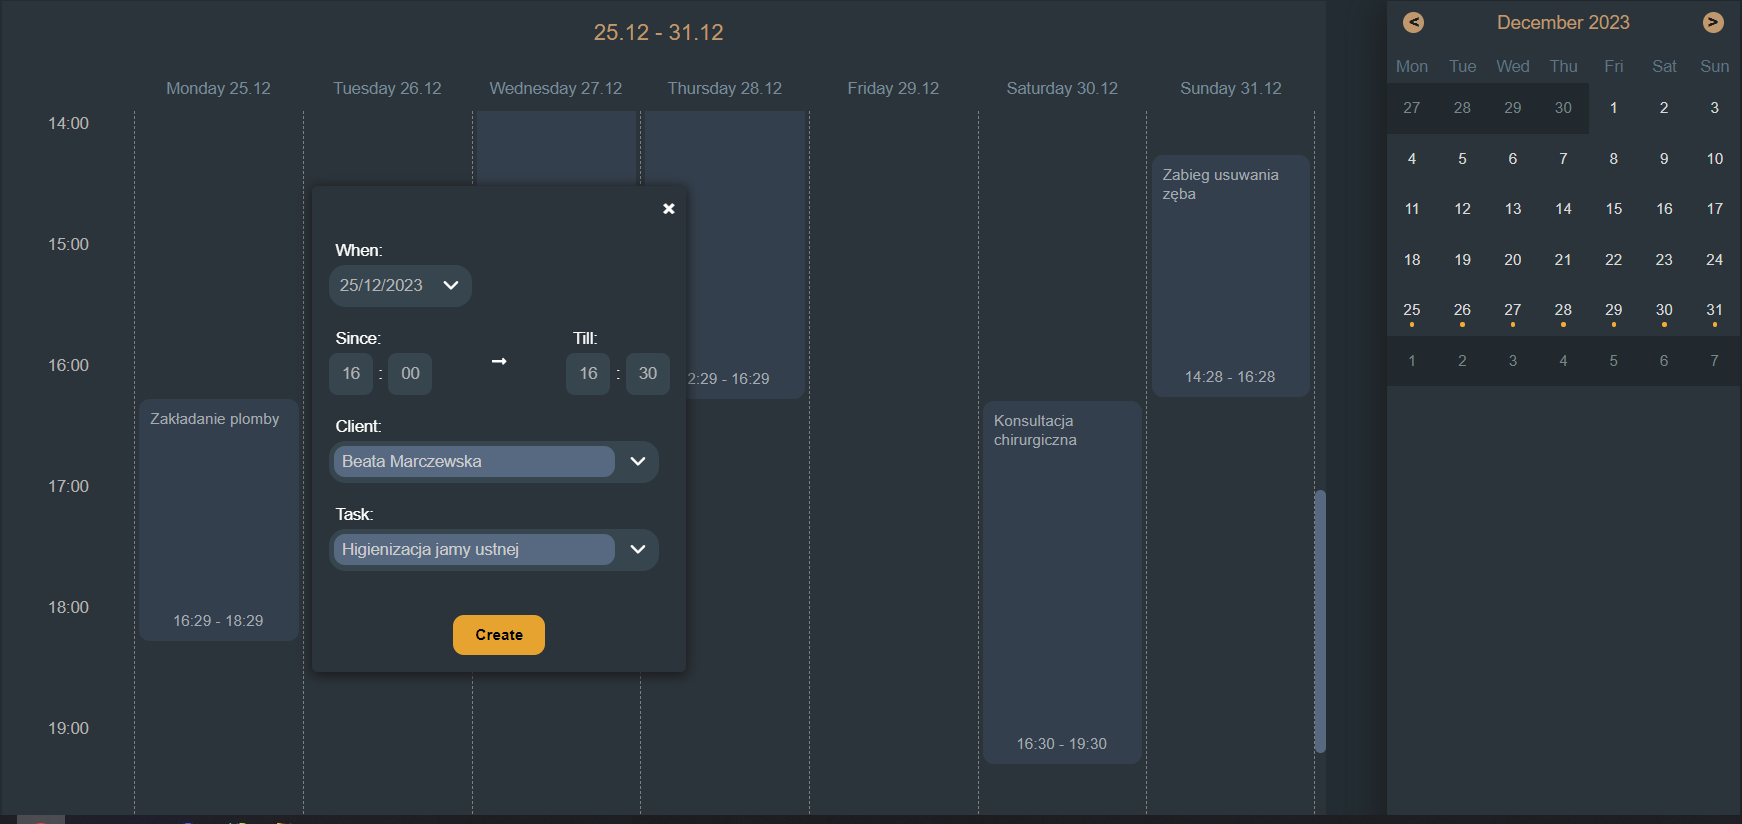 25.12 - 31.12
Monday 25.12 Tuesday 26.12 Wednesday 27.12 Thursday 28.12 Friday 29.12 Saturday 30.12 Sunday 31.12
14:00
15:00
16:00
17:00
18:00
19:00
Zakładanie plomby
16:29 - 18:29
When:
25/12/2023
Since:
16 : 00
Till:
16 : 30
Client:
Beata Marczewska
Task:
Higienizacja jamy ustnej
Create
2:29 - 16:29
Konsultacja
chirurgiczna
16:30 - 19:30
Zabieg usuwania
zęba
14:28 - 16:28
< December 2023 >
Mon Tue Wed Thu Fri Sat Sun
27 28 29 30 1 2 3
4 5 6 7 8 9 10
11 12 13 14 15 16 17
18 19 20 21 22 23 24
25 26 27 28 29 30 31
1 2 3 4 5 6 7